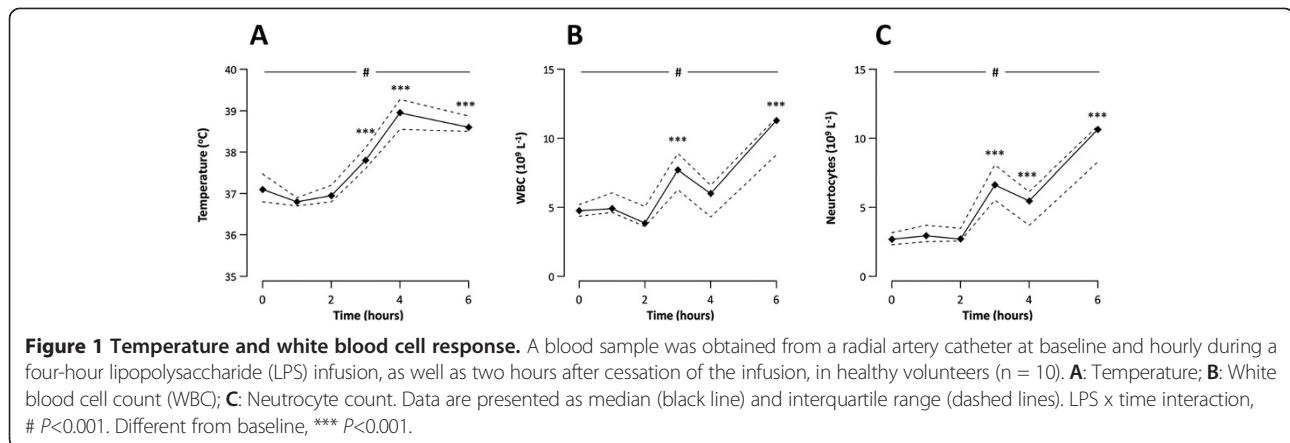 A
B
C
#
#
#
40
39
38
37
36
35
Temperature (°C)
***
***
***
0
2
4
6
Time (hours)
15
10
5
0
WBC (10⁹ L⁻¹)
***
***
0
2
4
6
Time (hours)
15
10
5
0
Neurtocytes (10⁹ L⁻¹)
***
***
***
0
2
4
6
Time (hours)
Figure 1 Temperature and white blood cell response. A blood sample was obtained from a radial artery catheter at baseline and hourly during a
four-hour lipopolysaccharide (LPS) infusion, as well as two hours after cessation of the infusion, in healthy volunteers (n = 10). A: Temperature; B: White
blood cell count (WBC); C: Neutrocyte count. Data are presented as median (black line) and interquartile range (dashed lines). LPS x time interaction,
# P<0.001. Different from baseline, *** P<0.001.